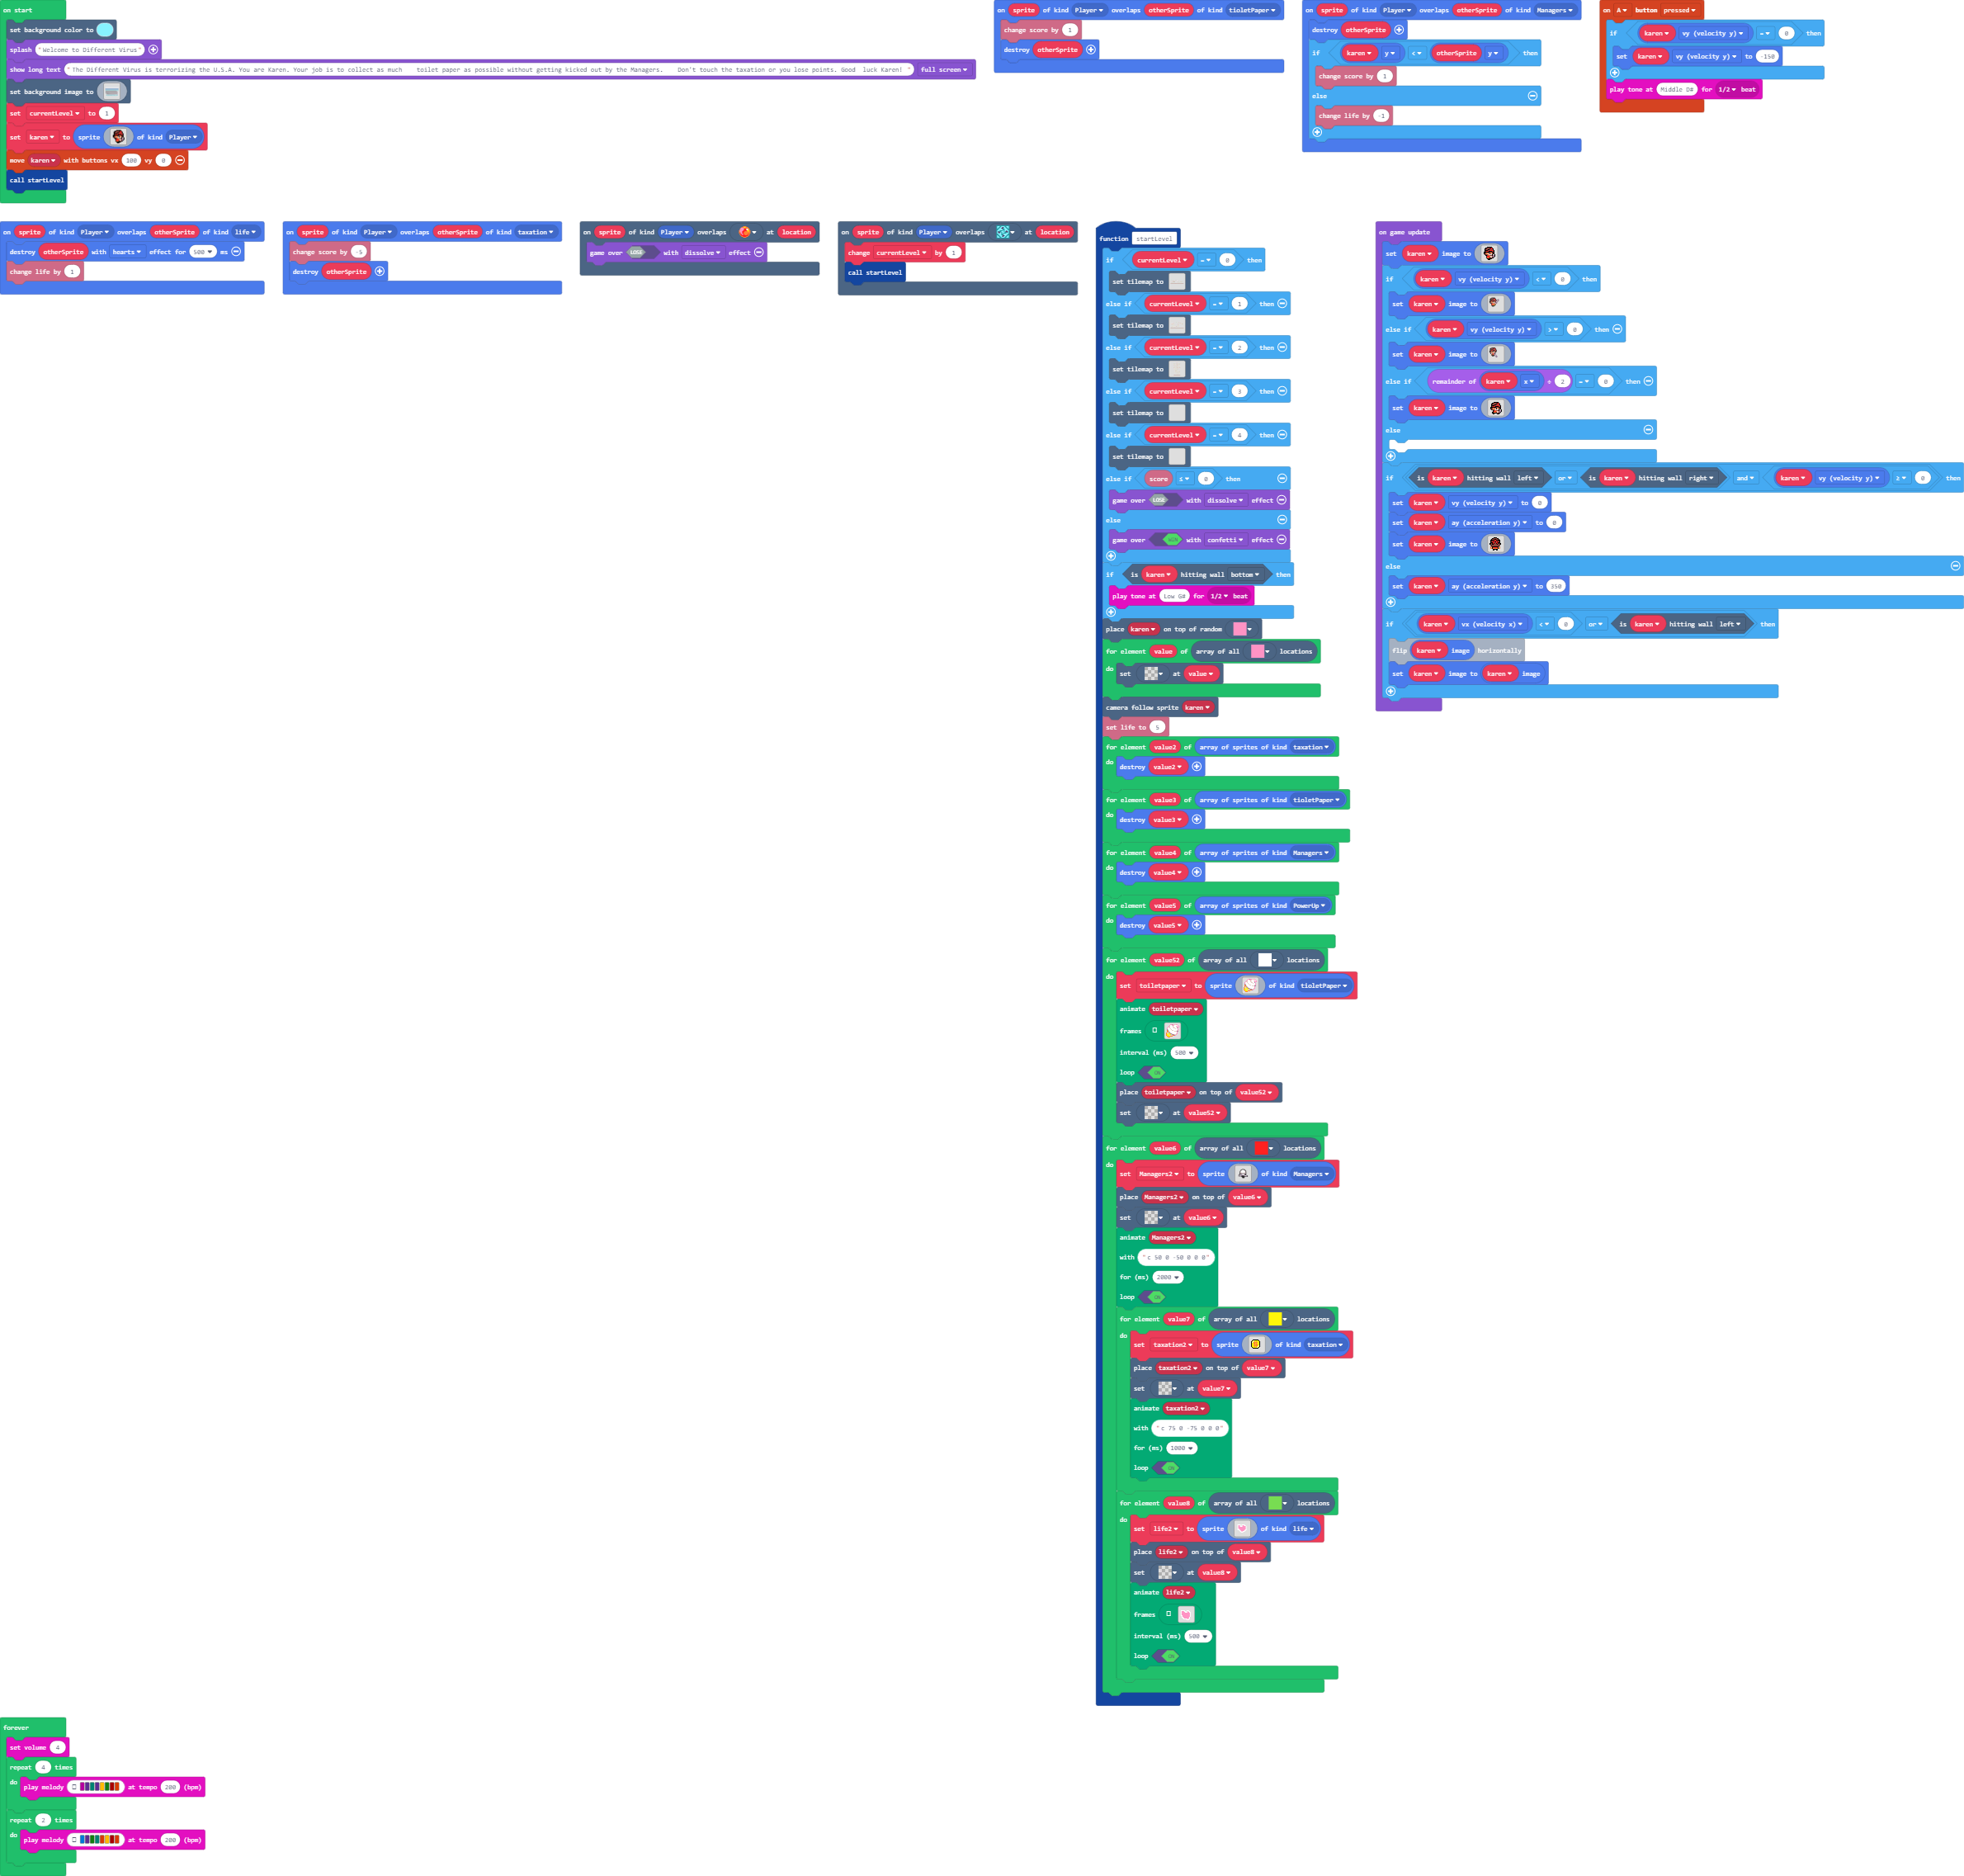 on start
set background color to
splash "Welcome to Different Virus"
show long text "The Different Virus is terrorizing the U.S.A. You are Karen. Your job is to collect as much toilet paper as possible without getting kicked out by the Managers. Don't touch the taxation or you lose points. Good luck Karen! " full screen
set background image to
set currentLevel to 1
set karen to sprite of kind Player
move karen with buttons vx 100 vy 0
call startLevel
on sprite of kind Player overlaps otherSprite of kind tioletPaper
change score by 1
destroy otherSprite
on sprite of kind Player overlaps otherSprite of kind Managers
destroy otherSprite
if karen y < otherSprite y then
change score by 1
else
change life by -1
on A button pressed
if karen vy (velocity y) = 0 then
set karen vy (velocity y) to -150
play tone at Middle D# for 1/2 beat
on sprite of kind Player overlaps otherSprite of kind life
destroy otherSprite with hearts effect for 500 ms
change life by 1
on sprite of kind Player overlaps otherSprite of kind taxation
change score by -5
destroy otherSprite
on sprite of kind Player overlaps at location
game over LOSE with dissolve effect
on sprite of kind Player overlaps at location
change currentLevel by 1
call startLevel
function startLevel
if currentLevel = 0 then
set tilemap to
else if currentLevel = 1 then
set tilemap to
else if currentLevel = 2 then
set tilemap to
else if currentLevel = 3 then
set tilemap to
else if currentLevel = 4 then
set tilemap to
else if score ≤ 0 then
game over LOSE with dissolve effect
else
game over WIN with confetti effect
if is karen hitting wall bottom then
play tone at Low G# for 1/2 beat
place karen on top of random
for element value of array of all locations
do set at value
camera follow sprite karen
set life to 5
for element value2 of array of sprites of kind taxation
do destroy value2
for element value3 of array of sprites of kind tioletPaper
do destroy value3
for element value4 of array of sprites of kind Managers
do destroy value4
for element value5 of array of sprites of kind PowerUp
do destroy value5
for element value52 of array of all locations
do set toiletpaper to sprite of kind tioletPaper
animate toiletpaper
frames
interval (ms) 500
loop ON
place toiletpaper on top of value52
set at value52
for element value6 of array of all locations
do set Managers2 to sprite of kind Managers
place Managers2 on top of value6
set at value6
animate Managers2
with "c 50 0 -50 0 0 0"
for (ms) 2000
loop ON
for element value7 of array of all locations
do set taxation2 to sprite of kind taxation
place taxation2 on top of value7
set at value7
animate taxation2
with "c 75 0 -75 0 0 0"
for (ms) 1000
loop ON
for element value8 of array of all locations
do set life2 to sprite of kind life
place life2 on top of value8
set at value8
animate life2
frames
interval (ms) 500
loop ON
on game update
set karen image to
if karen vy (velocity y) < 0 then
set karen image to
else if karen vy (velocity y) > 0 then
set karen image to
else if remainder of karen x ÷ 2 = 0 then
set karen image to
else
if is karen hitting wall left or is karen hitting wall right and karen vy (velocity y) ≥ 0 then
set karen vy (velocity y) to 0
set karen ay (acceleration y) to 0
set karen image to
else
set karen ay (acceleration y) to 350
if karen vx (velocity x) < 0 or is karen hitting wall left then
flip karen image horizontally
set karen image to karen image
forever
set volume 4
repeat 4 times
do play melody at tempo 200 (bpm)
repeat 2 times
do play melody at tempo 200 (bpm)